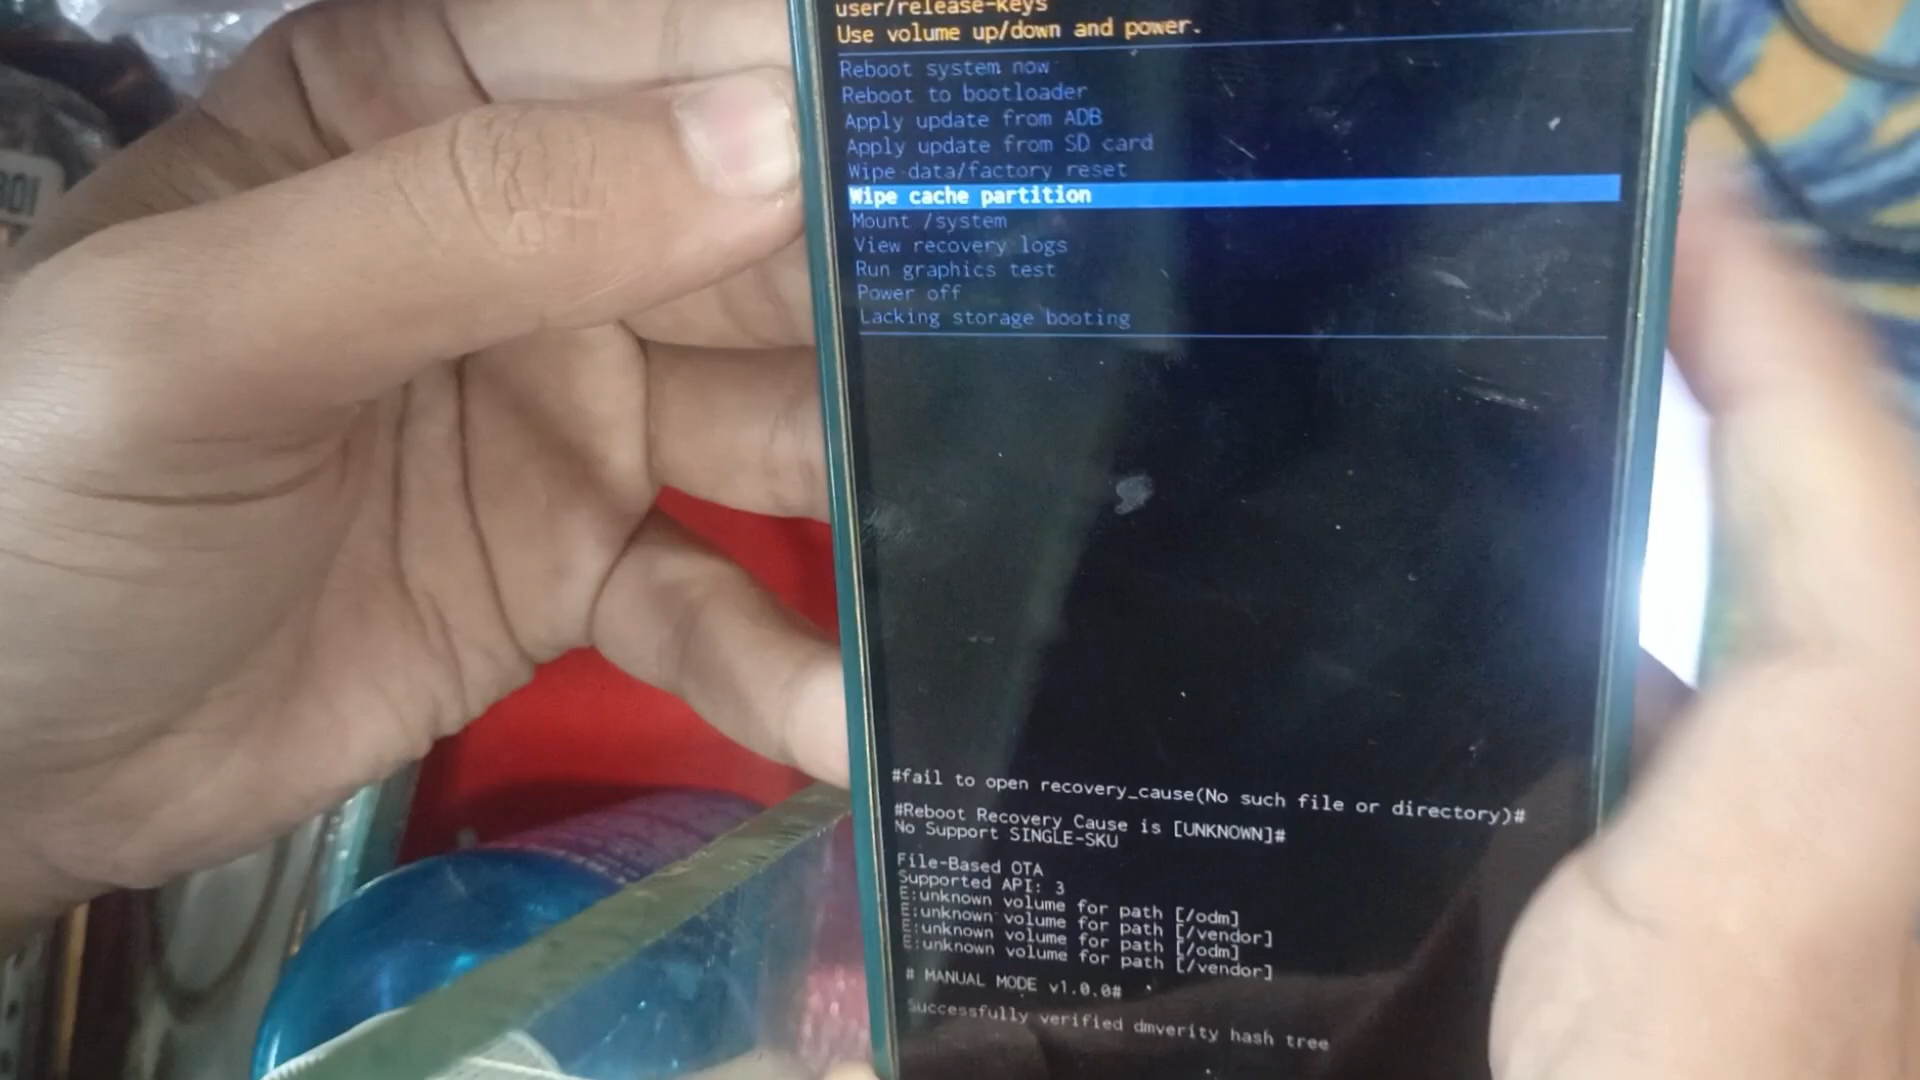 user/release-keys
Use volume up/down and power.
Reboot system now
Reboot to bootloader
Apply update from ADB
Apply update from SD card
Wipe data/factory reset
Wipe cache partition
Mount /system
View recovery logs
Run graphics test
Power off
Lacking storage booting
#fail to open recovery_cause(No such file or directory)#
#Reboot Recovery Cause is [UNKNOWN]#
No Support SINGLE-SKU
File-Based OTA
Supported API: 3
E:unknown volume for path [/odm]
E:unknown volume for path [/vendor]
E:unknown volume for path [/odm]
E:unknown volume for path [/vendor]
# MANUAL MODE v1.0.0#
Successfully verified dmverity hash tree